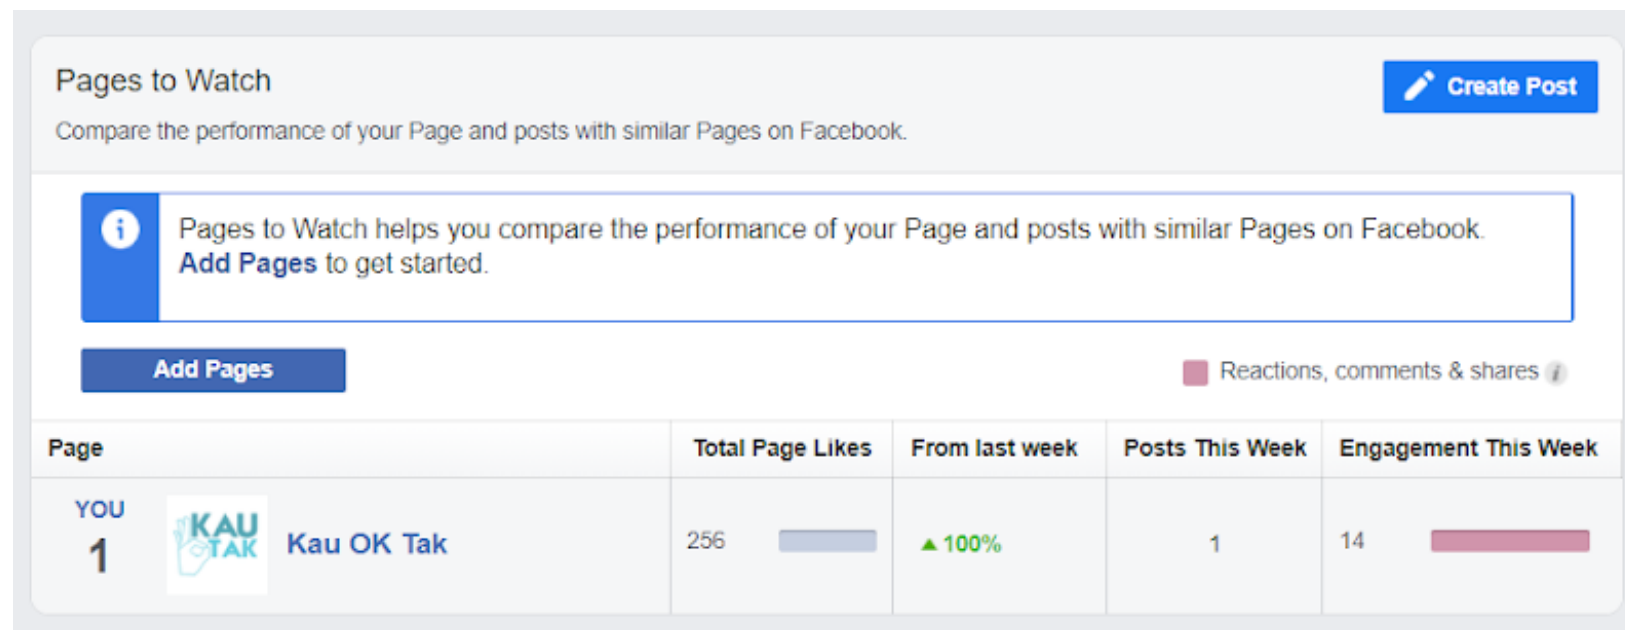 Pages to Watch
Create Post
Compare the performance of your Page and posts with similar Pages on Facebook.
Pages to Watch helps you compare the performance of your Page and posts with similar Pages on Facebook.
Add Pages to get started.
Add Pages
Reactions, comments & shares i
Page Total Page Likes From last week Posts This Week Engagement This Week
YOU
1
KAU
TAK
Kau OK Tak 256 ▲100% 1 14